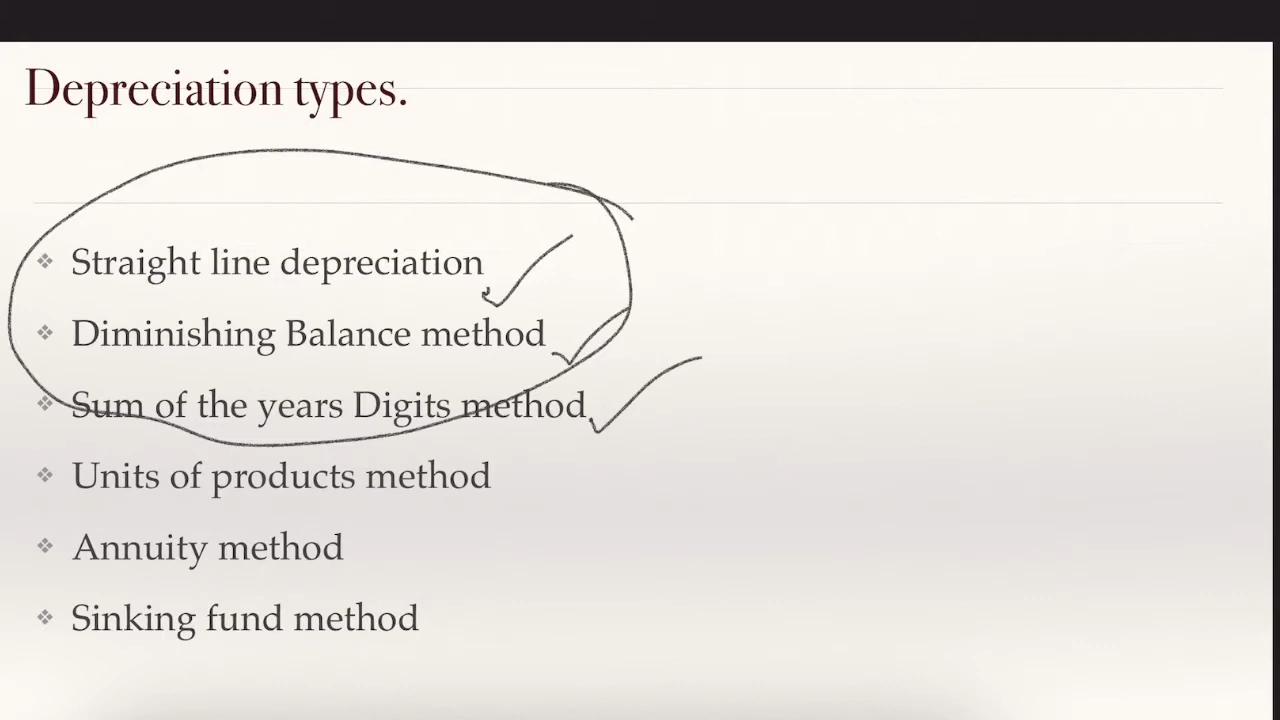 Depreciation types.
Straight line depreciation
Diminishing Balance method
Sum of the years Digits method
Units of products method
Annuity method
Sinking fund method